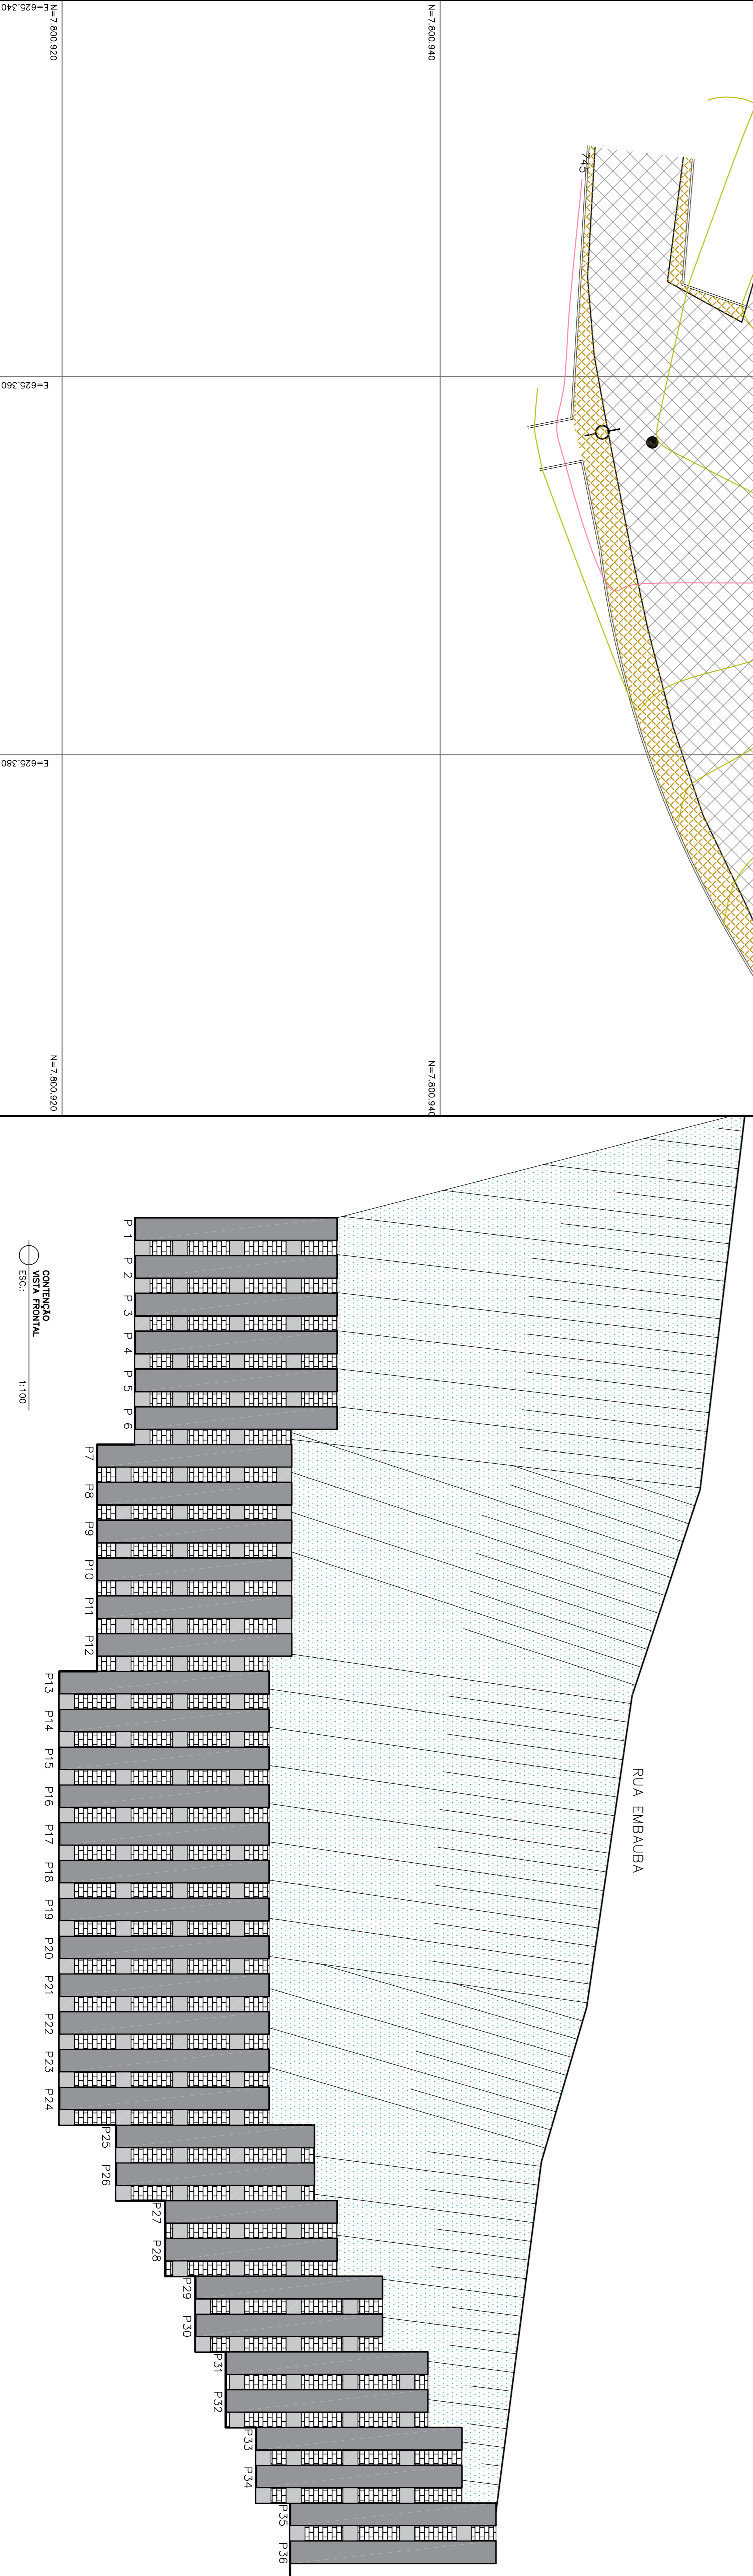 E=625.340
N=7.800.920
N=7.800.940
745
E=625.360
E=625.380
N=7.800.920
N=7.800.940
P 1
P 2
P 3
P 4
P 5
P 6
P7
P8
P9
P10
P11
P12
P13
P14
P15
P16
P17
P18
P19
P20
P21
P22
P23
P24
P25
P26
P27
P28
P29
P30
P31
P32
P33
P34
P35
P36
RUA EMBAUBA
CONTENÇÃO
VISTA FRONTAL
ESC.: 1:100